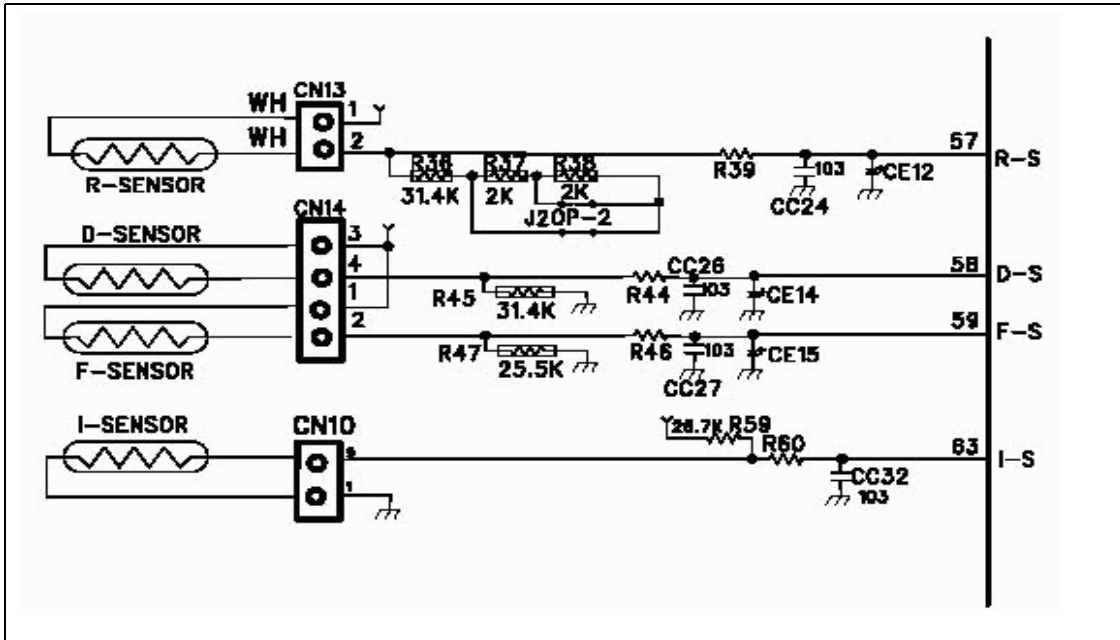 CN13
WH 1
WH 2
R-SENSOR
R36 R37 R38
31.4K 2K 2K
J2OP-2
R39
103
CC24
CE12
57
R-S
CN14
D-SENSOR
3
4
1
2
R45
31.4K
R44
CC26
103
CE14
58
D-S
F-SENSOR
R47
25.5K
R46
103
CC27
CE15
59
F-S
I-SENSOR
CN10
1
26.7K R59
R60
CC32
103
63
I-S